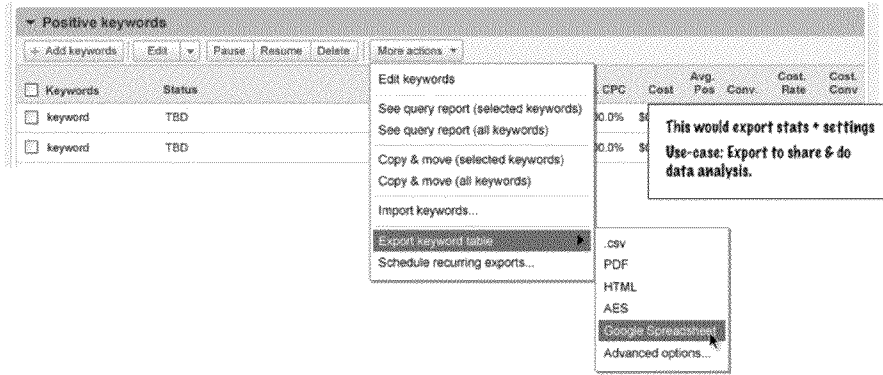 Positive keywords
+ Add keywords Edit Pause Resume Delete More actions
Keywords Status CPC Cost Avg. Pos Conv. Cost. Rate Cost. Conv
keyword TBD 00.0%
keyword TBD 00.0%
Edit keywords
See query report (selected keywords)
See query report (all keywords)
Copy & move (selected keywords)
Copy & move (all keywords)
Import keywords...
Export keyword table
Schedule recurring exports...
This would export stats + settings
Use-case: Export to share & do
data analysis.
.csv
PDF
HTML
AES
Google Spreadsheet
Advanced options...